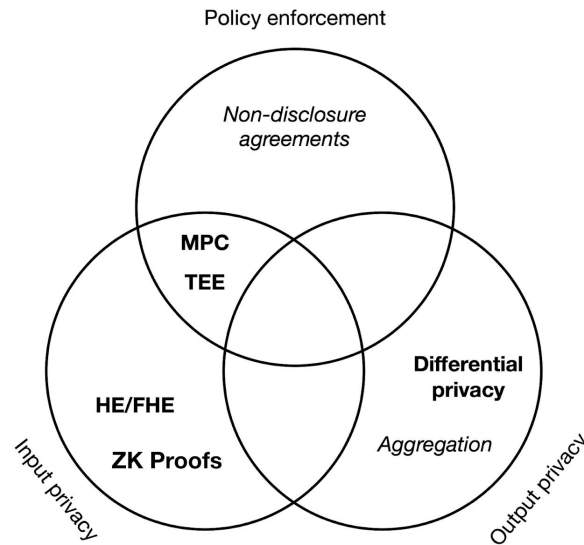 Policy enforcement
Non-disclosure
agreements
MPC
TEE
Differential
privacy
HE/FHE
Aggregation
ZK Proofs
Input privacy
Output privacy